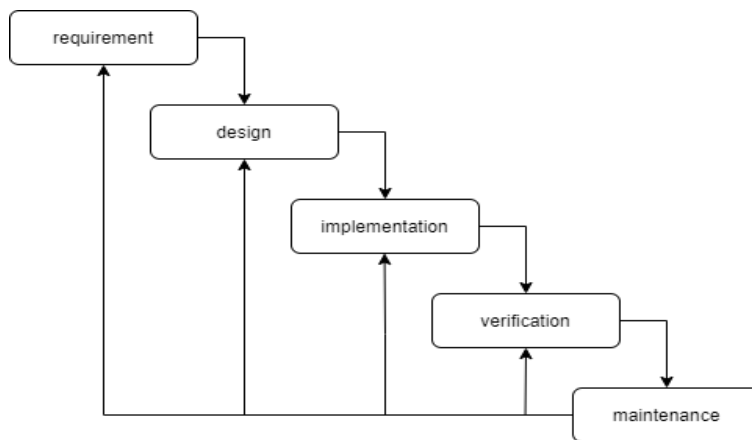 requirement
design
implementation
verification
maintenance